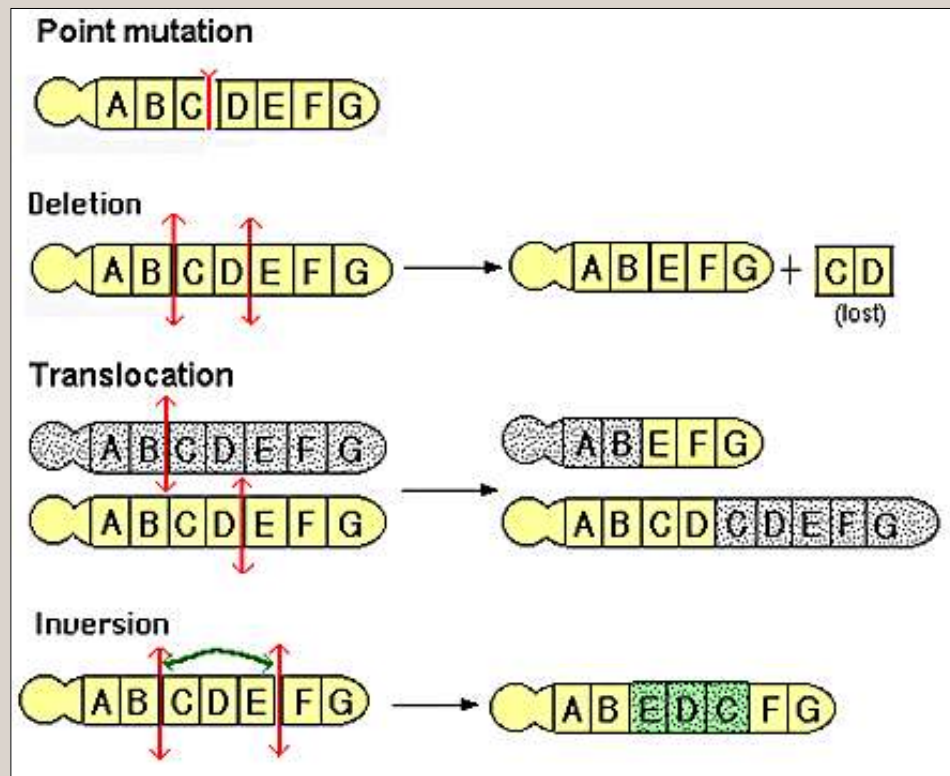 Point mutation
A B C D E F G
Deletion
A B C D E F G A B E F G + C D
(lost)
Translocation
A B C D E F G A B E F G
A B C D E F G A B C D C D E F G
Inversion
A B C D E F G A B E D C F G